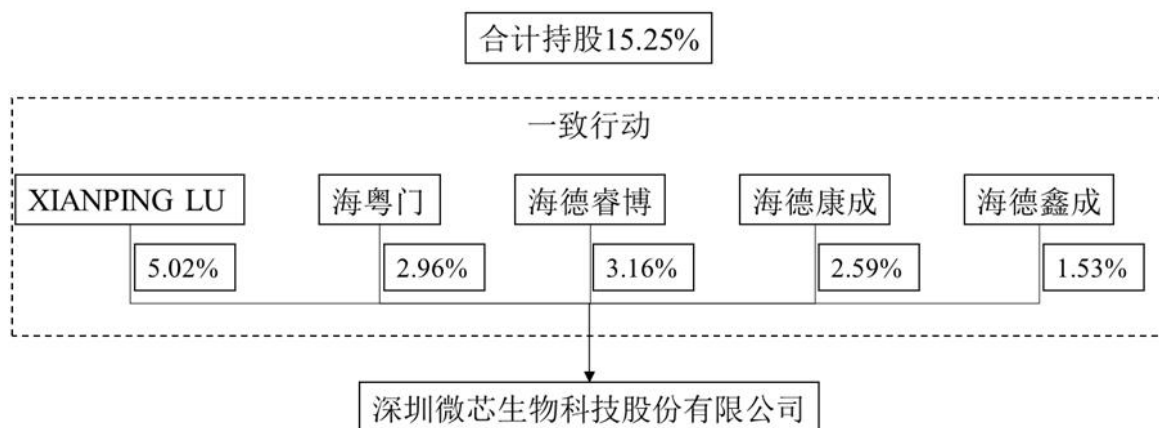 合计持股15.25%
一致行动
XIANPING LU
海粤门
海德睿博
海德康成
海德鑫成
5.02%
2.96%
3.16%
2.59%
1.53%
深圳微芯生物科技股份有限公司